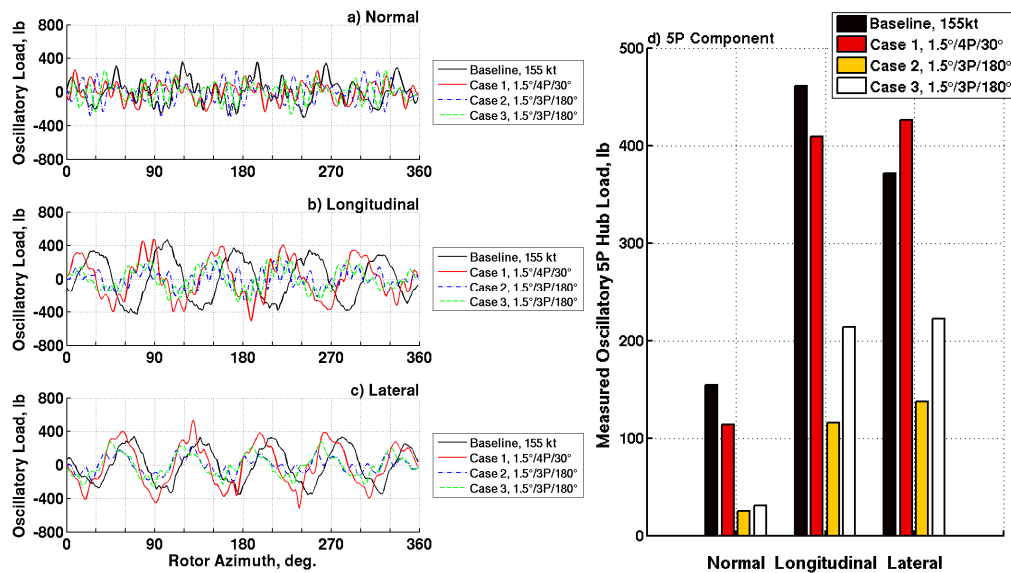 a) Normal
Oscillatory Load, lb
800
400
0
-400
-800
0
90
180
270
360
Baseline, 155 kt
Case 1, 1.5°/4P/30°
Case 2, 1.5°/3P/180°
Case 3, 1.5°/3P/180°
b) Longitudinal
Oscillatory Load, lb
800
400
0
-400
-800
0
90
180
270
360
Baseline, 155 kt
Case 1, 1.5°/4P/30°
Case 2, 1.5°/3P/180°
Case 3, 1.5°/3P/180°
c) Lateral
Oscillatory Load, lb
800
400
0
-400
-800
0
90
180
270
360
Rotor Azimuth, deg.
Baseline, 155 kt
Case 1, 1.5°/4P/30°
Case 2, 1.5°/3P/180°
Case 3, 1.5°/3P/180°
d) 5P Component
Baseline, 155kt
Case 1, 1.5°/4P/30°
Case 2, 1.5°/3P/180°
Case 3, 1.5°/3P/180°
Measured Oscillatory 5P Hub Load, lb
500
400
300
200
100
0
Normal Longitudinal Lateral